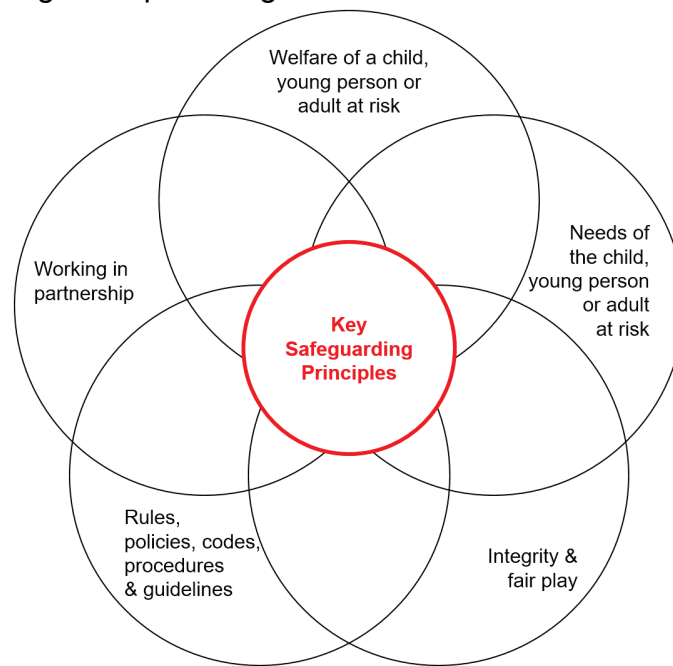 Welfare of a child,
young person or
adult at risk
Needs of
the child,
young person
or adult
at risk
Working in
partnership
Key
Safeguarding
Principles
Rules,
policies, codes,
procedures
& guidelines
Integrity &
fair play